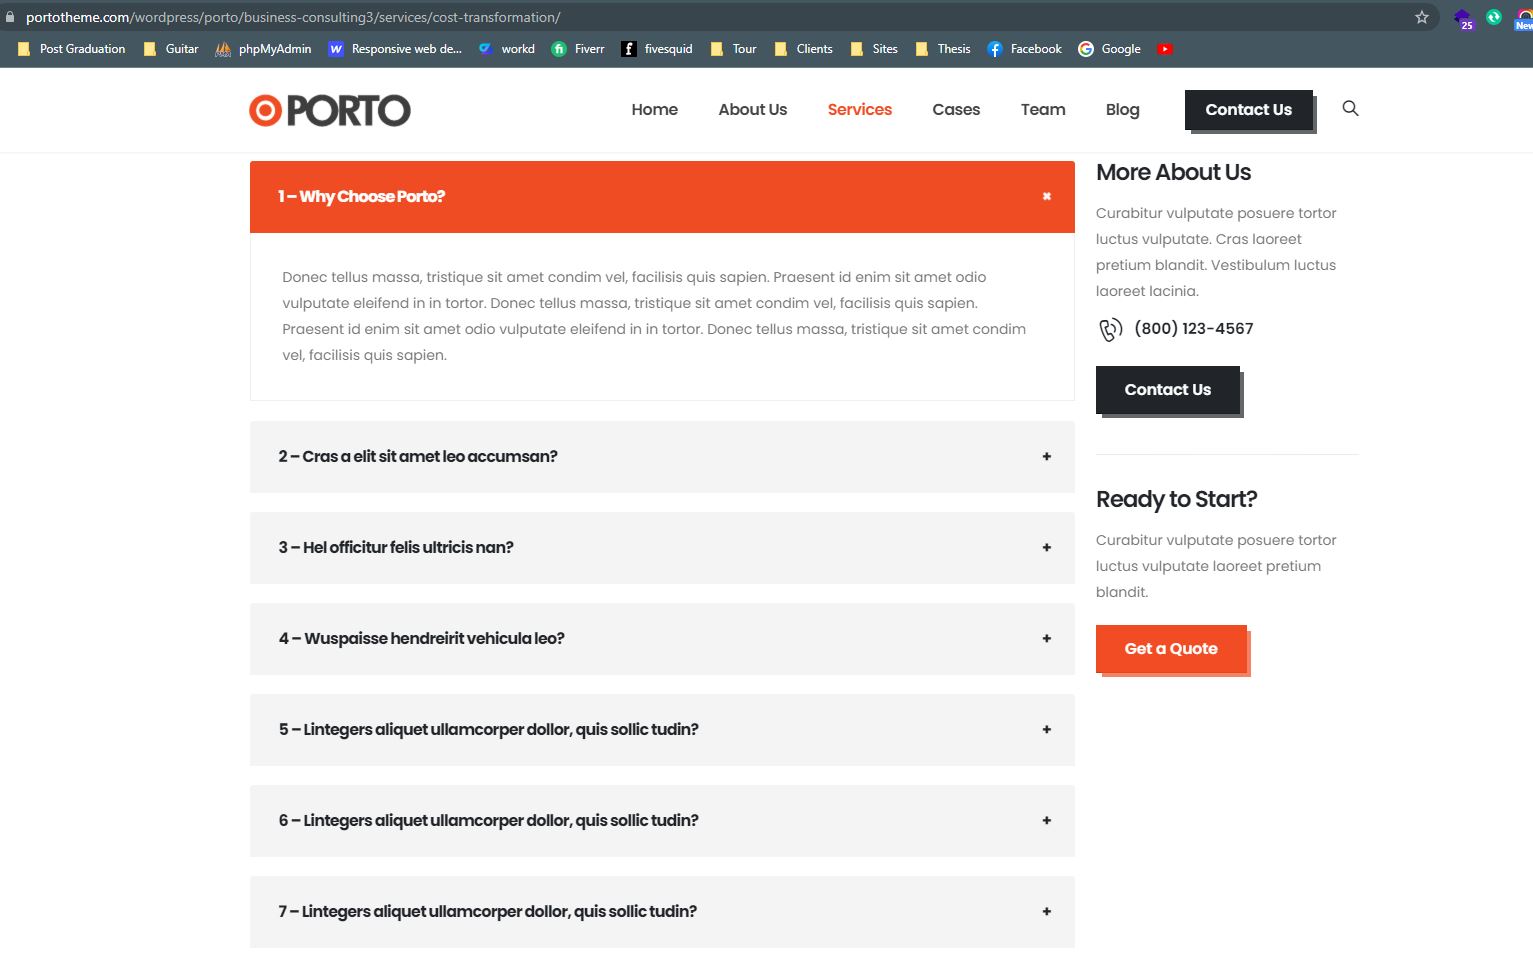 portotheme.com/wordpress/porto/business-consulting3/services/cost-transformation/
25
New
Post Graduation
Guitar
phpMyAdmin
W
Responsive web de...
workd
fi
Fiverr
f
fivesquid
Tour
Clients
Sites
Thesis
Facebook
Google
PORTO
Home
About Us
Services
Cases
Team
Blog
Contact Us
1 – Why Choose Porto?
Donec tellus massa, tristique sit amet condim vel, facilisis quis sapien. Praesent id enim sit amet odio
vulputate eleifend in in tortor. Donec tellus massa, tristique sit amet condim vel, facilisis quis sapien.
Praesent id enim sit amet odio vulputate eleifend in in tortor. Donec tellus massa, tristique sit amet condim
vel, facilisis quis sapien.
2 – Cras a elit sit amet leo accumsan?
3 – Hel officitur felis ultricis nan?
4 – Wuspaisse hendreirit vehicula leo?
5 – Lintegers aliquet ullamcorper dollor, quis sollic tudin?
6 – Lintegers aliquet ullamcorper dollor, quis sollic tudin?
7 – Lintegers aliquet ullamcorper dollor, quis sollic tudin?
More About Us
Curabitur vulputate posuere tortor
luctus vulputate. Cras laoreet
pretium blandit. Vestibulum luctus
laoreet lacinia.
(800) 123-4567
Contact Us
Ready to Start?
Curabitur vulputate posuere tortor
luctus vulputate laoreet pretium
blandit.
Get a Quote